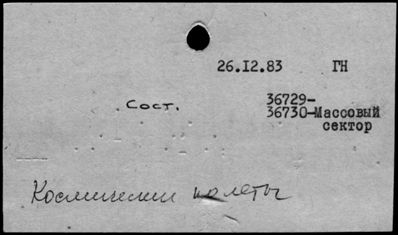 26.12.83 ГН
Сост. 36729-
36730-Массовый
сектор
Космические полеты